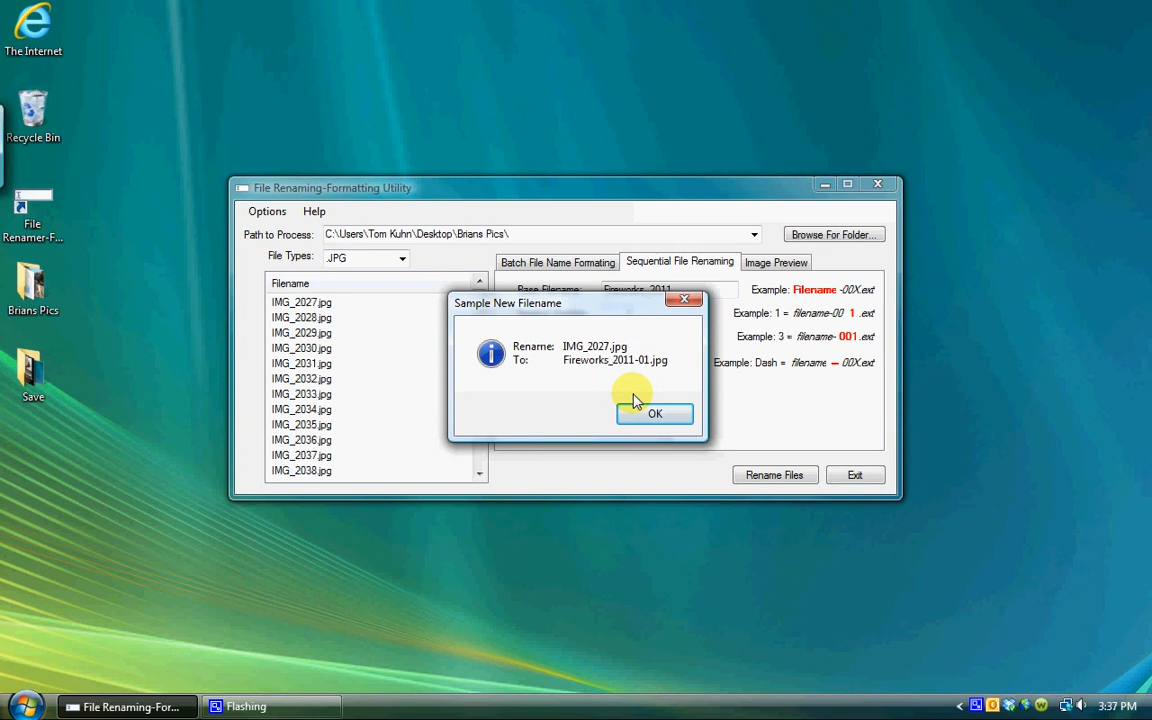 The Internet
Recycle Bin
File
Renamer-F...
Brians Pics
Save
File Renaming-Formatting Utility
Options Help
Path to Process: C:\Users\Tom Kuhn\Desktop\Brians Pics\ Browse For Folder...
File Types: .JPG
Batch File Name Formating Sequential File Renaming Image Preview
Filename
IMG_2027.jpg
IMG_2028.jpg
IMG_2029.jpg
IMG_2030.jpg
IMG_2031.jpg
IMG_2032.jpg
IMG_2033.jpg
IMG_2034.jpg
IMG_2035.jpg
IMG_2036.jpg
IMG_2037.jpg
IMG_2038.jpg
Base Filename: Fireworks_2011 Example: Filename -00X.ext
Example: 1 = filename-00 1 .ext
Example: 3 = filename- 001 .ext
Example: Dash = filename – 00X.ext
Sample New Filename
Rename: IMG_2027.jpg
To: Fireworks_2011-01.jpg
OK
Rename Files Exit
File Renaming-For... Flashing 3:37 PM